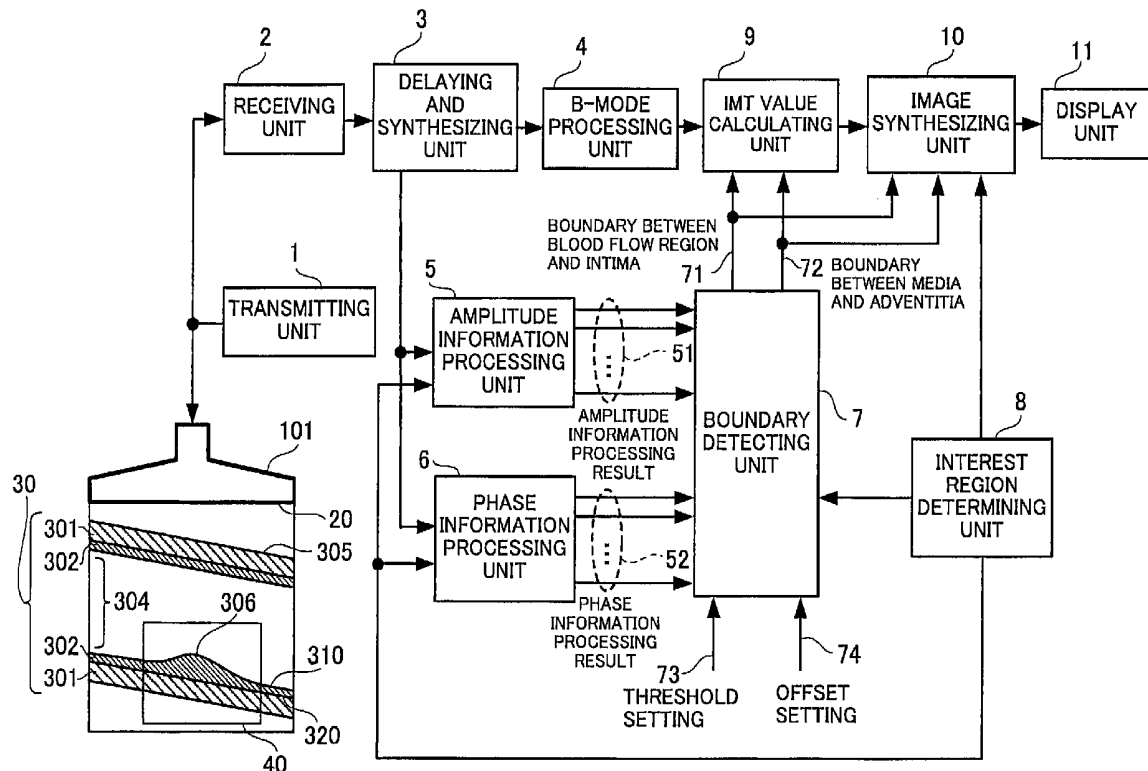 2
RECEIVING
UNIT
3
DELAYING
AND
SYNTHESIZING
UNIT
4
B-MODE
PROCESSING
UNIT
9
IMT VALUE
CALCULATING
UNIT
10
IMAGE
SYNTHESIZING
UNIT
11
DISPLAY
UNIT
BOUNDARY BETWEEN
BLOOD FLOW REGION
AND INTIMA
71
72
BOUNDARY
BETWEEN MEDIA
AND ADVENTITIA
1
TRANSMITTING
UNIT
5
AMPLITUDE
INFORMATION
PROCESSING
UNIT
51
AMPLITUDE
INFORMATION
PROCESSING
RESULT
BOUNDARY
DETECTING
UNIT
7
8
INTEREST
REGION
DETERMINING
UNIT
6
PHASE
INFORMATION
PROCESSING
UNIT
52
PHASE
INFORMATION
PROCESSING
RESULT
73
THRESHOLD
SETTING
74
OFFSET
SETTING
101
30
20
301
302
305
304
306
302
301
310
320
40